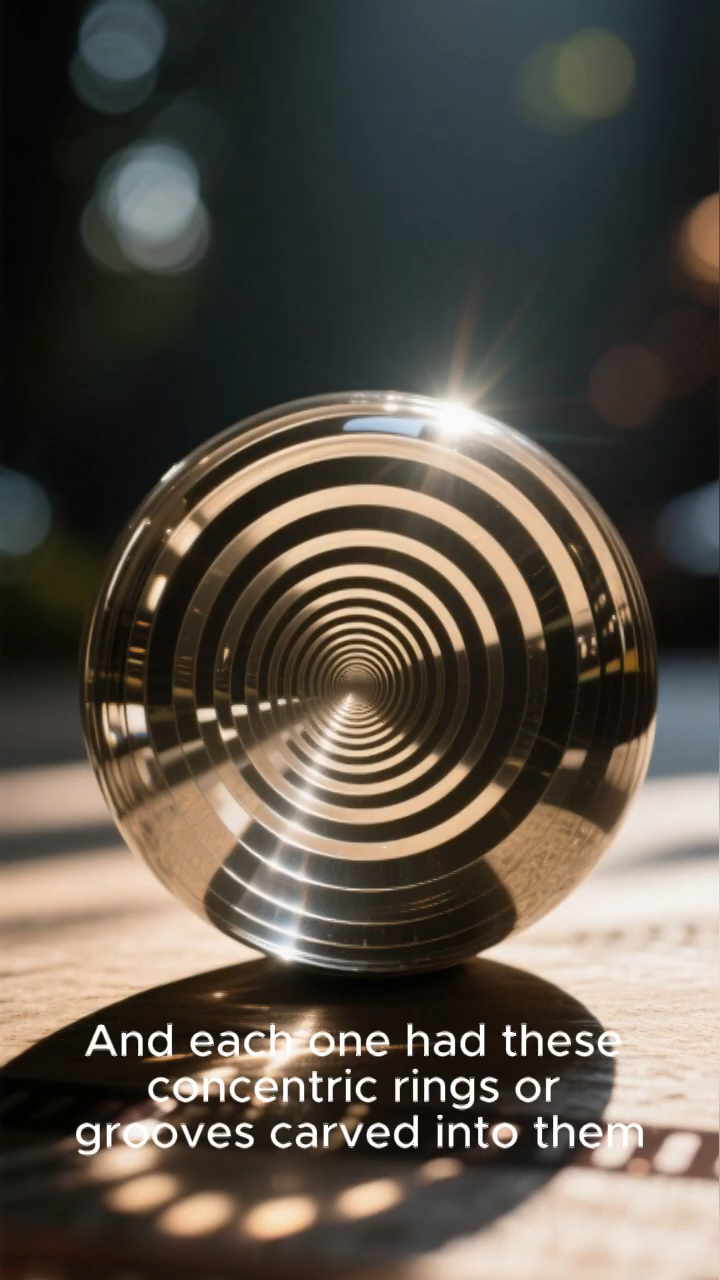 And each one had these
concentric rings or
grooves carved into them